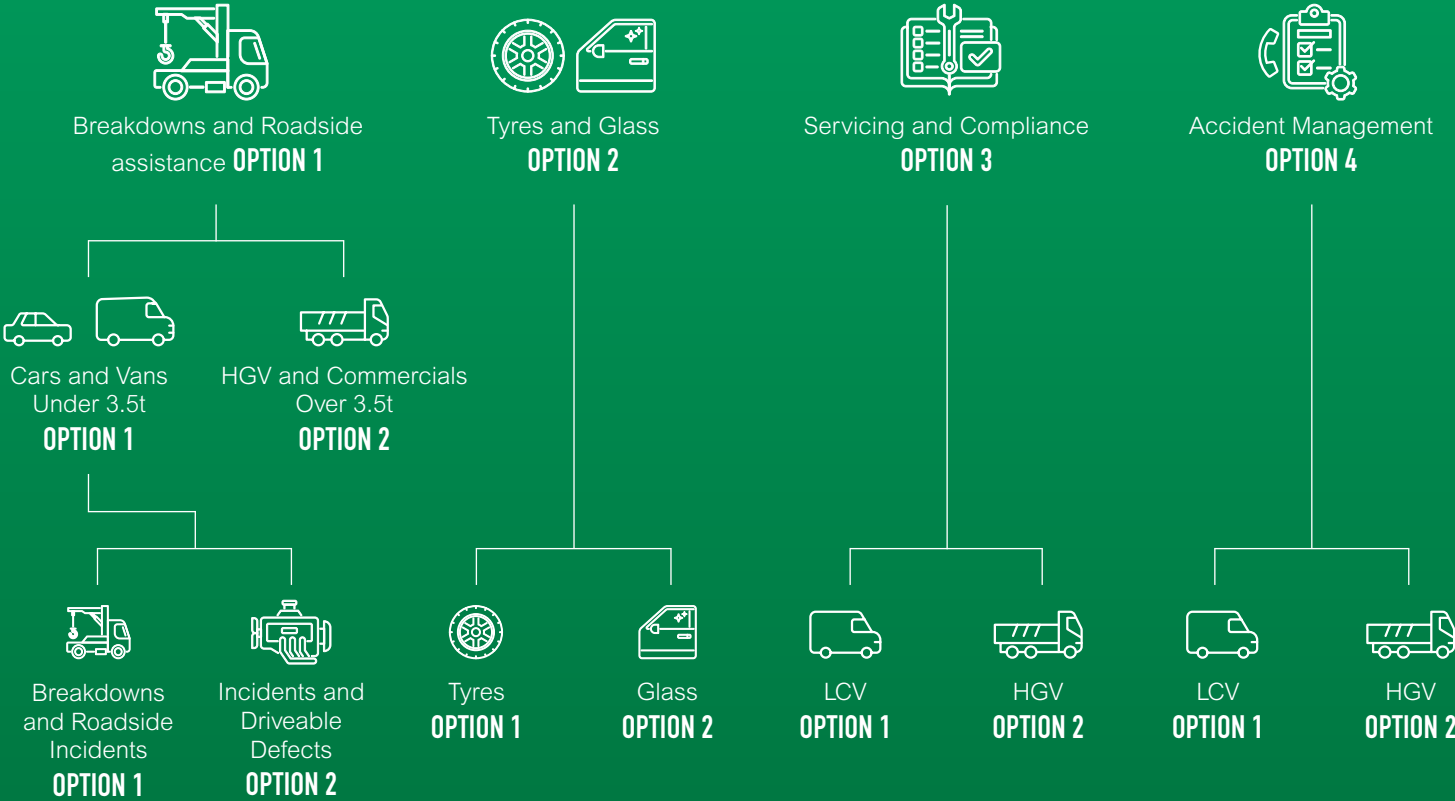 Breakdowns and Roadside
assistance OPTION 1
Tyres and Glass
OPTION 2
Servicing and Compliance
OPTION 3
Accident Management
OPTION 4
Cars and Vans
Under 3.5t
OPTION 1
HGV and Commercials
Over 3.5t
OPTION 2
Breakdowns
and Roadside
Incidents
OPTION 1
Incidents and
Driveable
Defects
OPTION 2
Tyres
OPTION 1
Glass
OPTION 2
LCV
OPTION 1
HGV
OPTION 2
LCV
OPTION 1
HGV
OPTION 2